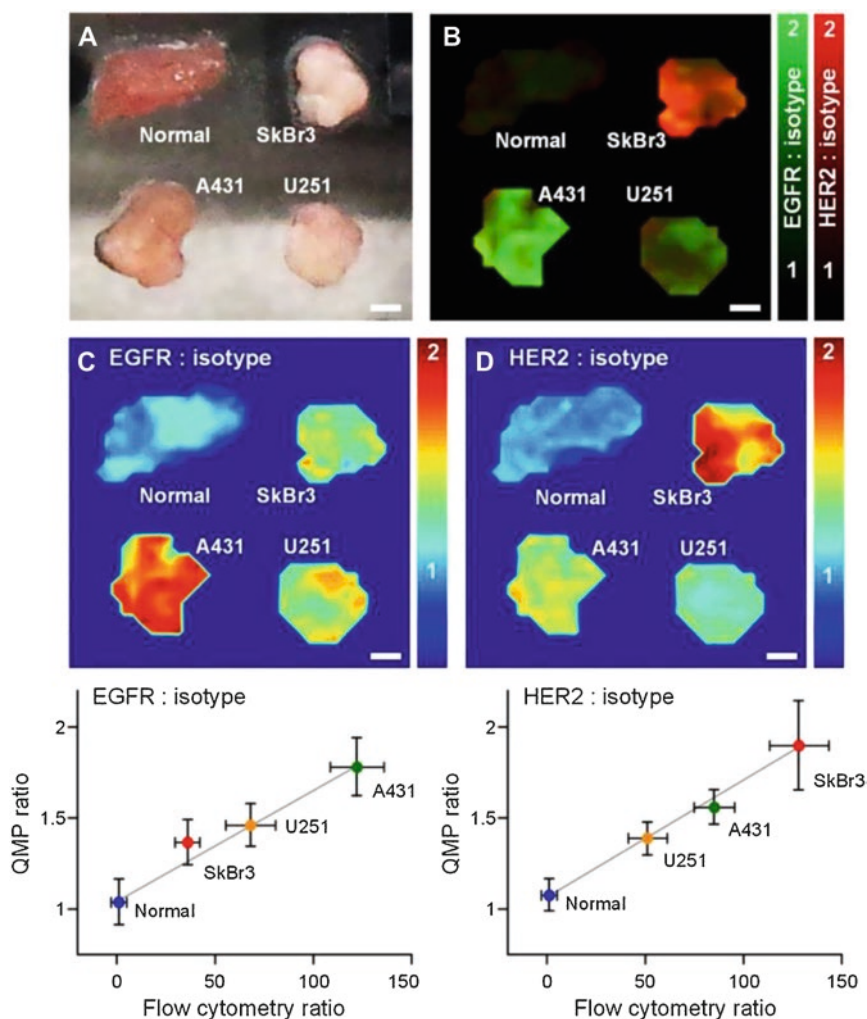 A
Normal
SkBr3
A431
U251
B
Normal
SkBr3
A431
U251
1 EGFR : isotype 2
1 HER2 : isotype 2
C EGFR : isotype
Normal
SkBr3
A431
U251
2
1
D HER2 : isotype
Normal
SkBr3
A431
U251
2
1
EGFR : isotype
QMP ratio
2
1.5
1
A431
U251
SkBr3
Normal
0 50 100 150
Flow cytometry ratio
HER2 : isotype
QMP ratio
2
1.5
1
SkBr3
A431
U251
Normal
0 50 100 150
Flow cytometry ratio